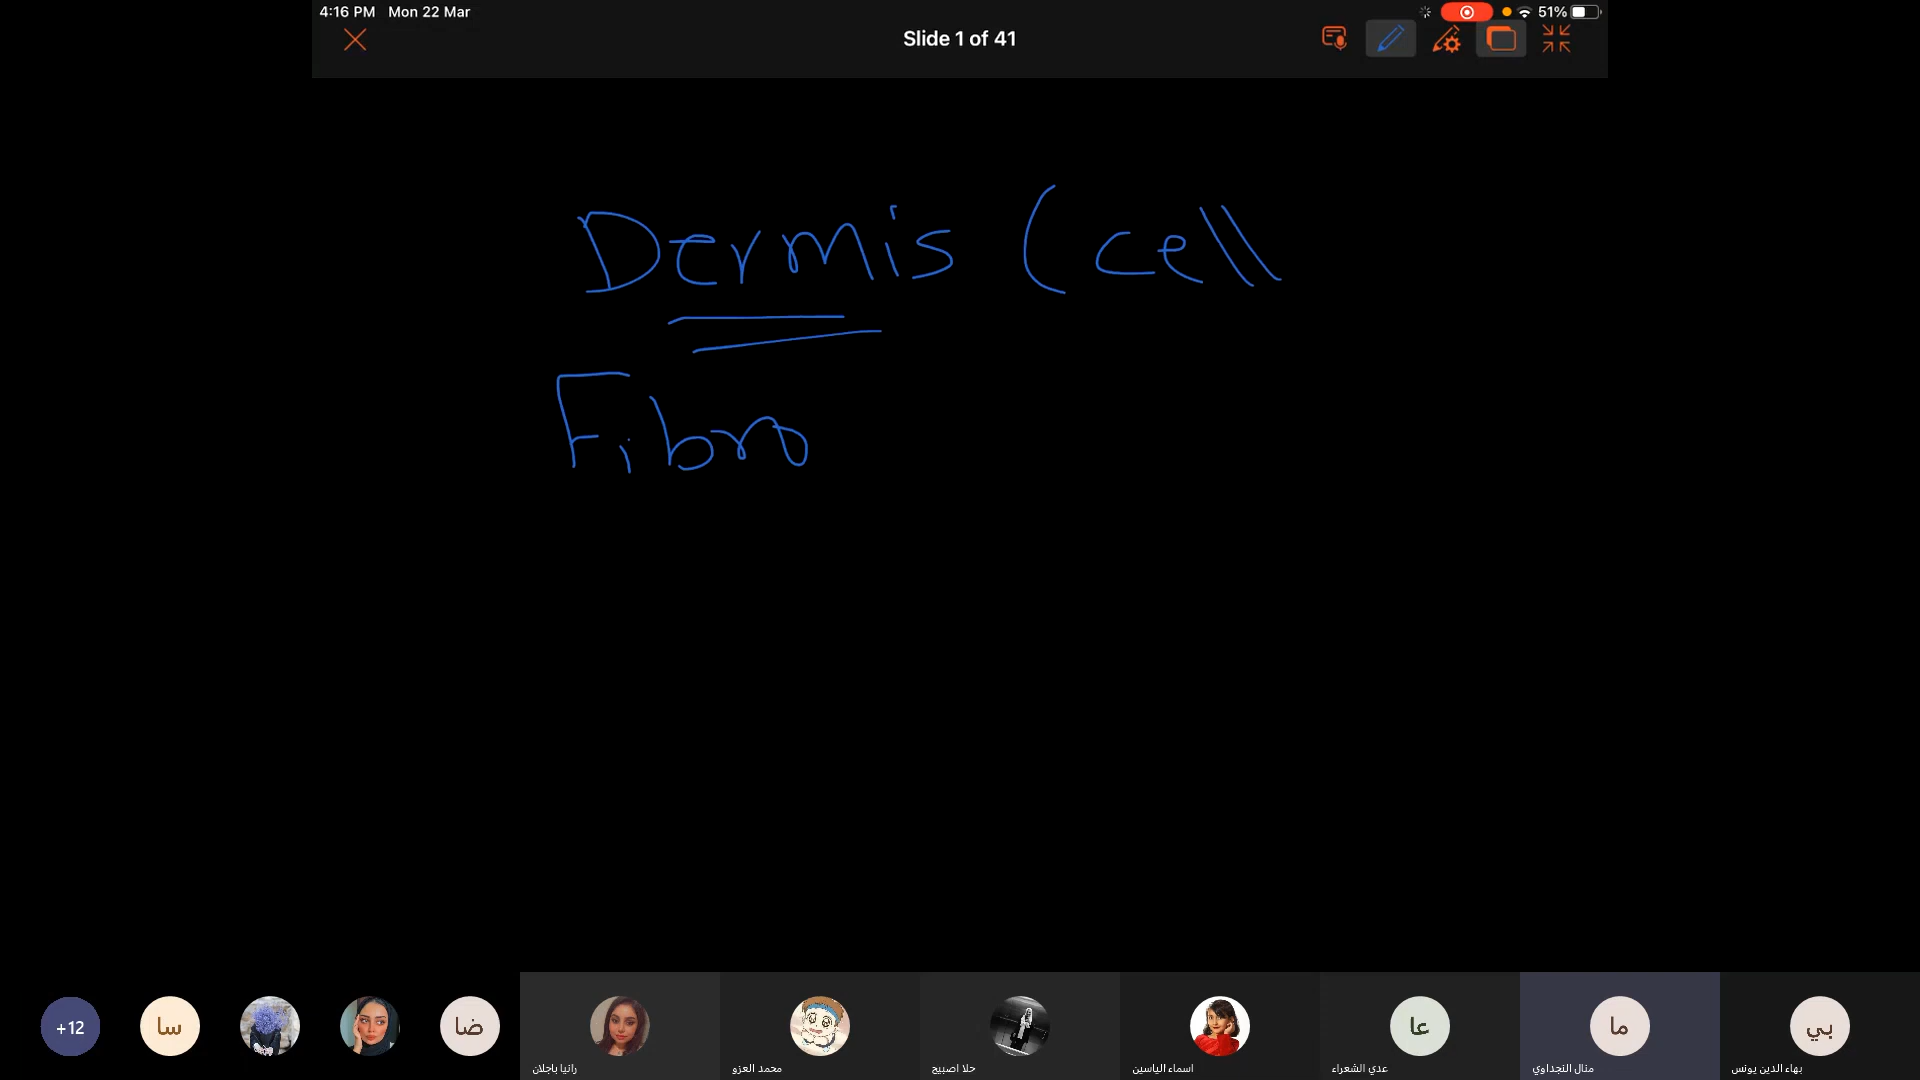 4:16 PM Mon 22 Mar
51%
Slide 1 of 41
Dermis (cell
Fibro
+12
سا
ضا
عا
ما
بي
رانيا باجلان
محمد العزو
حلا اصبيح
اسماء الياسين
عدي الشعراء
منال النجداوي
بهاء الدين يونس